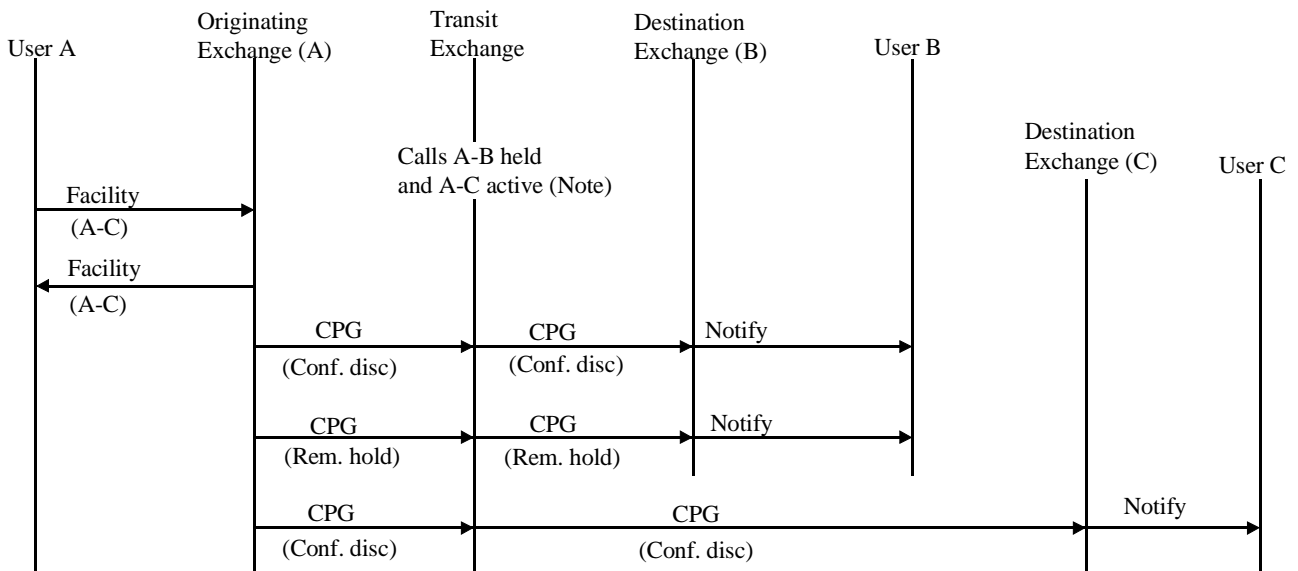 User A
Originating
Exchange (A)
Transit
Exchange
Destination
Exchange (B)
User B
Destination
Exchange (C)
User C
Calls A-B held
and A-C active (Note)
Facility
(A-C)
Facility
(A-C)
CPG
(Conf. disc)
CPG
(Conf. disc)
Notify
CPG
(Rem. hold)
CPG
(Rem. hold)
Notify
CPG
(Conf. disc)
CPG
(Conf. disc)
Notify